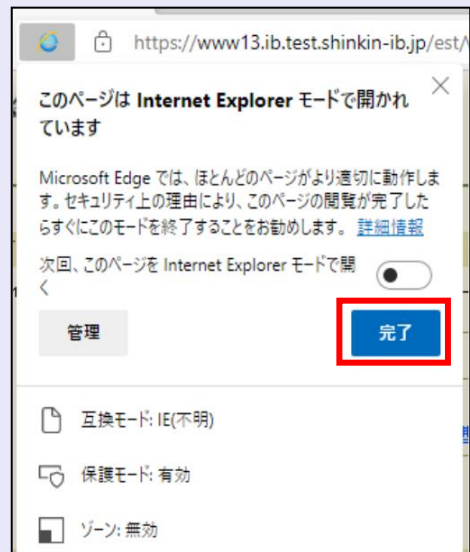 https://www13.ib.test.shinkin-ib.jp/est/
このページは Internet Explorer モードで開かれ
ています
Microsoft Edge では、ほとんどのページがより適切に動作しま
す。セキュリティ上の理由により、このページの閲覧が完了した
らすぐにこのモードを終了することをお勧めします。 詳細情報
次回、このページを Internet Explorer モードで開
く
管理
完了
互換モード: IE(不明)
保護モード: 有効
ゾーン: 無効